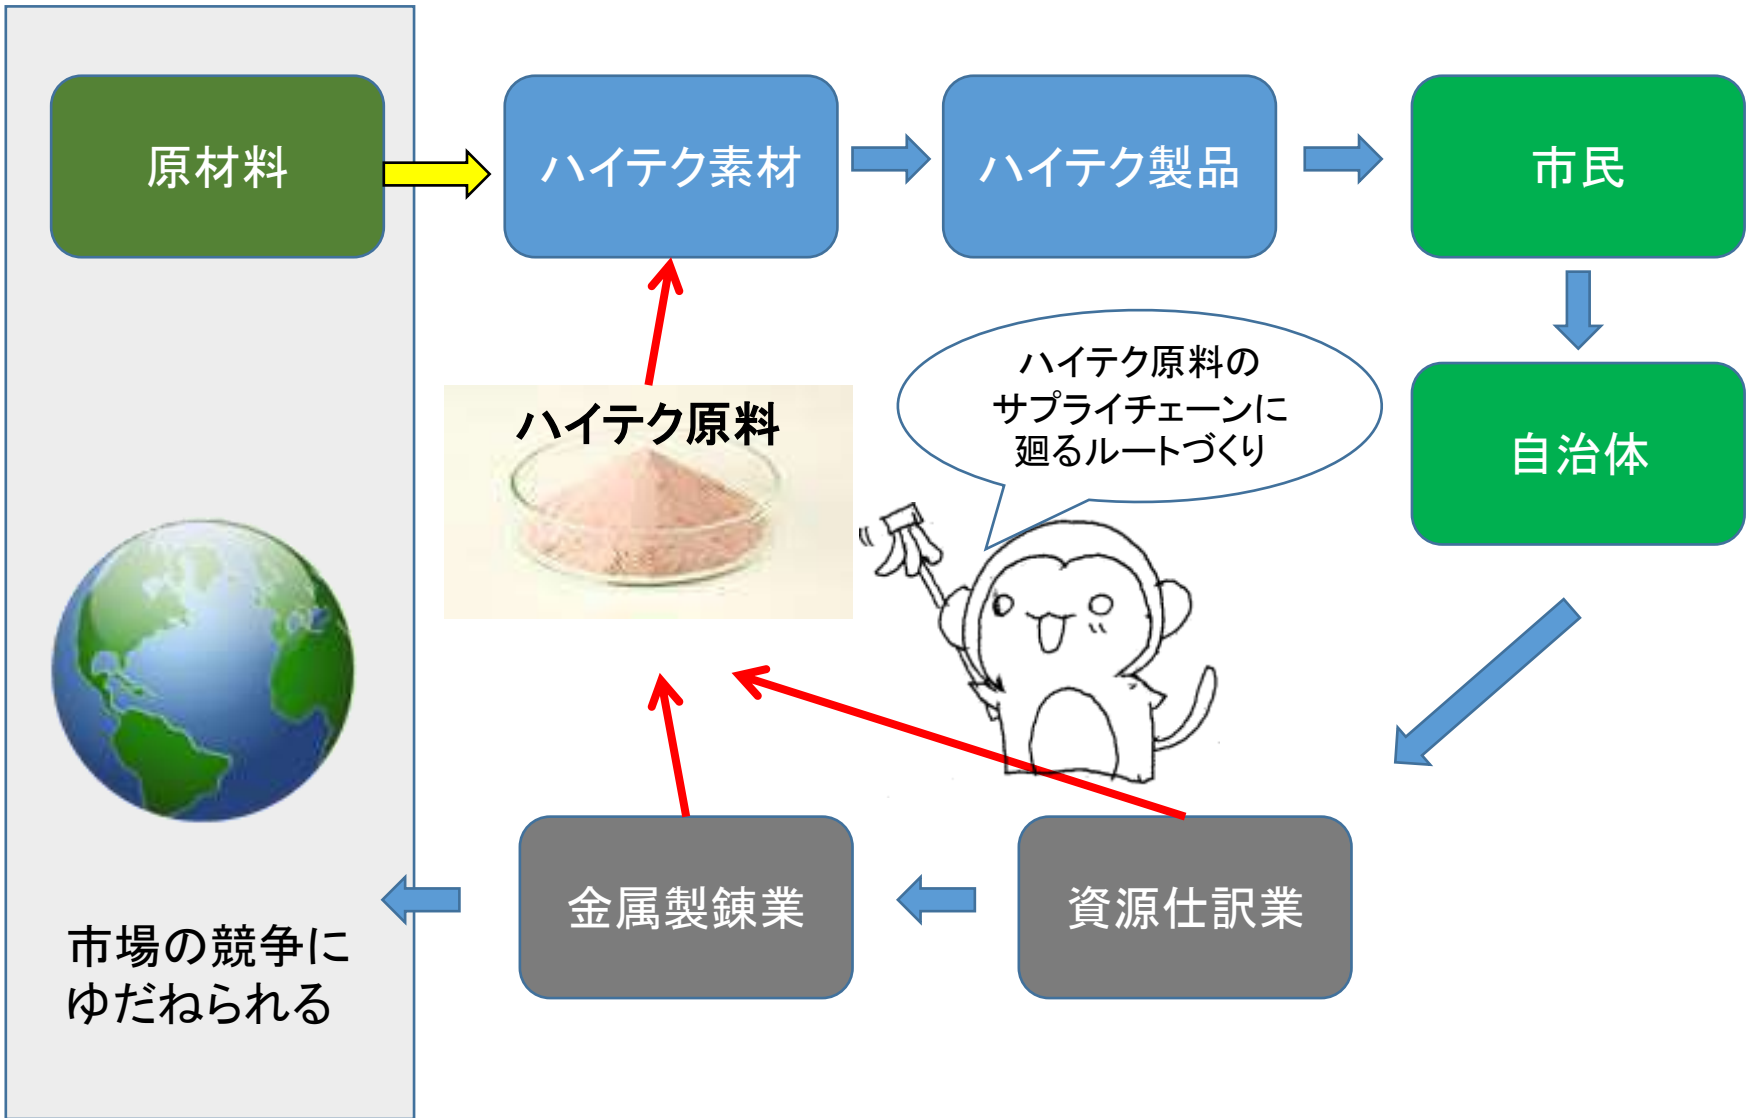 原材料
ハイテク素材
ハイテク製品
市民
ハイテク原料の
サプライチェーンに
廻るルートづくり
ハイテク原料
自治体
金属製錬業
資源仕訳業
市場の競争に
ゆだねられる